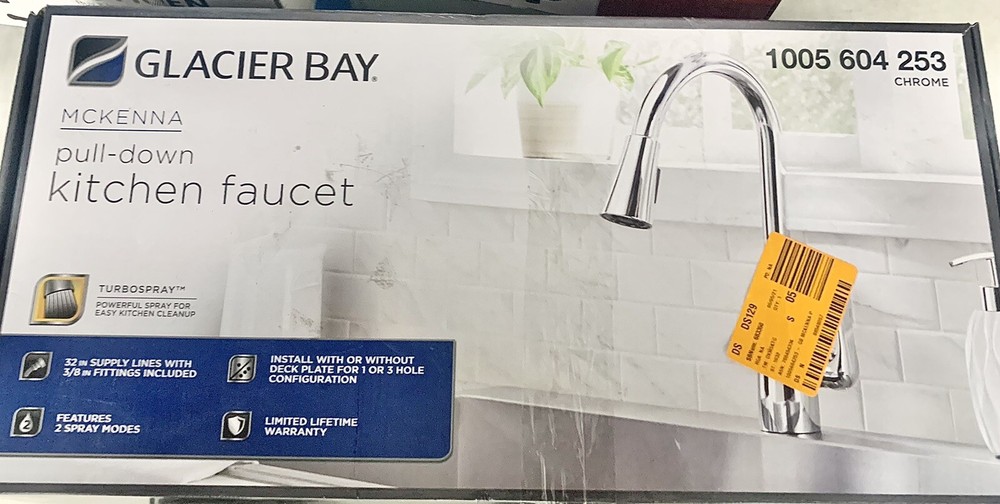 GLACIER BAY®
1005 604 253
CHROME
MCKENNA
pull-down
kitchen faucet
TURBOSPRAY™
POWERFUL SPRAY FOR
EASY KITCHEN CLEANUP
32 IN SUPPLY LINES WITH
3/8 IN FITTINGS INCLUDED
INSTALL WITH OR WITHOUT
DECK PLATE FOR 1 OR 3 HOLE
CONFIGURATION
2
FEATURES
2 SPRAY MODES
LIMITED LIFETIME
WARRANTY
DS DS129
S 05